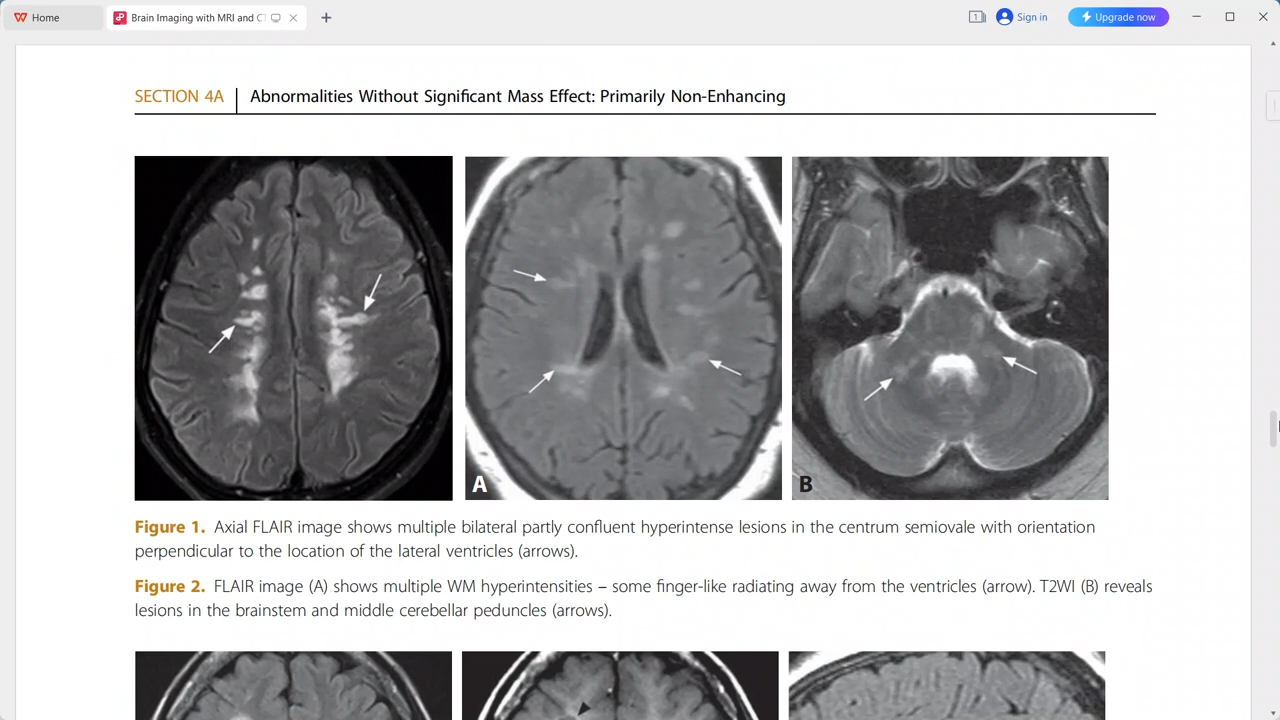 Home
Brain Imaging with MRI and C
1
Sign in
Upgrade now
SECTION 4A
Abnormalities Without Significant Mass Effect: Primarily Non-Enhancing
A
B
Figure 1. Axial FLAIR image shows multiple bilateral partly confluent hyperintense lesions in the centrum semiovale with orientation
perpendicular to the location of the lateral ventricles (arrows).
Figure 2. FLAIR image (A) shows multiple WM hyperintensities – some finger-like radiating away from the ventricles (arrow). T2WI (B) reveals
lesions in the brainstem and middle cerebellar peduncles (arrows).